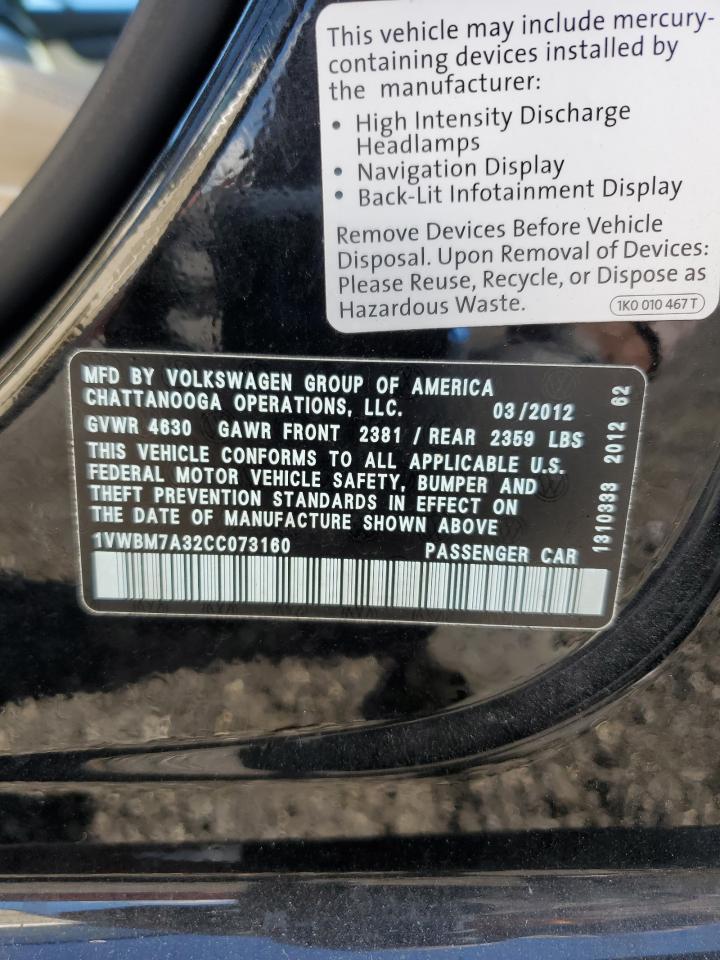 This vehicle may include mercury-
containing devices installed by
the manufacturer:
• High Intensity Discharge
Headlamps
• Navigation Display
• Back-Lit Infotainment Display
Remove Devices Before Vehicle
Disposal. Upon Removal of Devices:
Please Reuse, Recycle, or Dispose as
Hazardous Waste.
1K0 010 467 T
MFD BY VOLKSWAGEN GROUP OF AMERICA
CHATTANOOGA OPERATIONS, LLC. 03/2012
GVWR 4630 GAWR FRONT 2381 / REAR 2359 LBS
THIS VEHICLE CONFORMS TO ALL APPLICABLE U.S.
FEDERAL MOTOR VEHICLE SAFETY, BUMPER AND
THEFT PREVENTION STANDARDS IN EFFECT ON
THE DATE OF MANUFACTURE SHOWN ABOVE
1VWBM7A32CC073160 PASSENGER CAR
1310333 2012 62